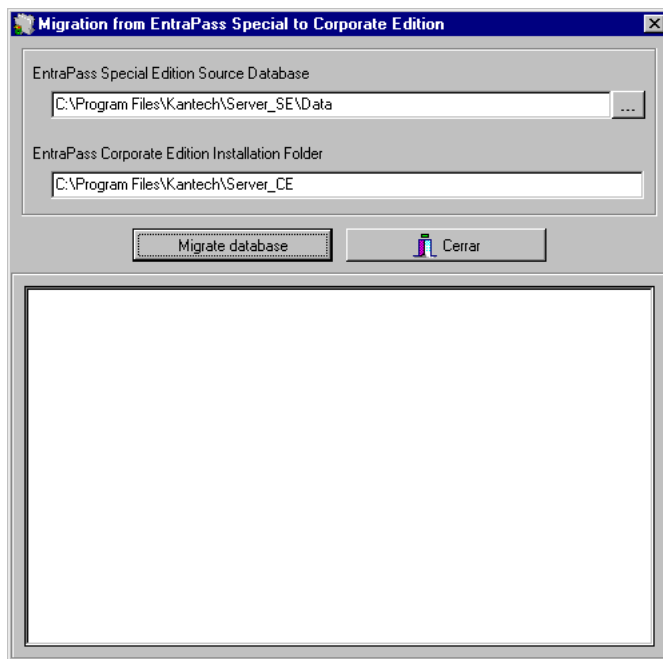 Migration from EntraPass Special to Corporate Edition
EntraPass Special Edition Source Database
C:\Program Files\Kantech\Server_SE\Data
...
EntraPass Corporate Edition Installation Folder
C:\Program Files\Kantech\Server_CE
Migrate database
Cerrar